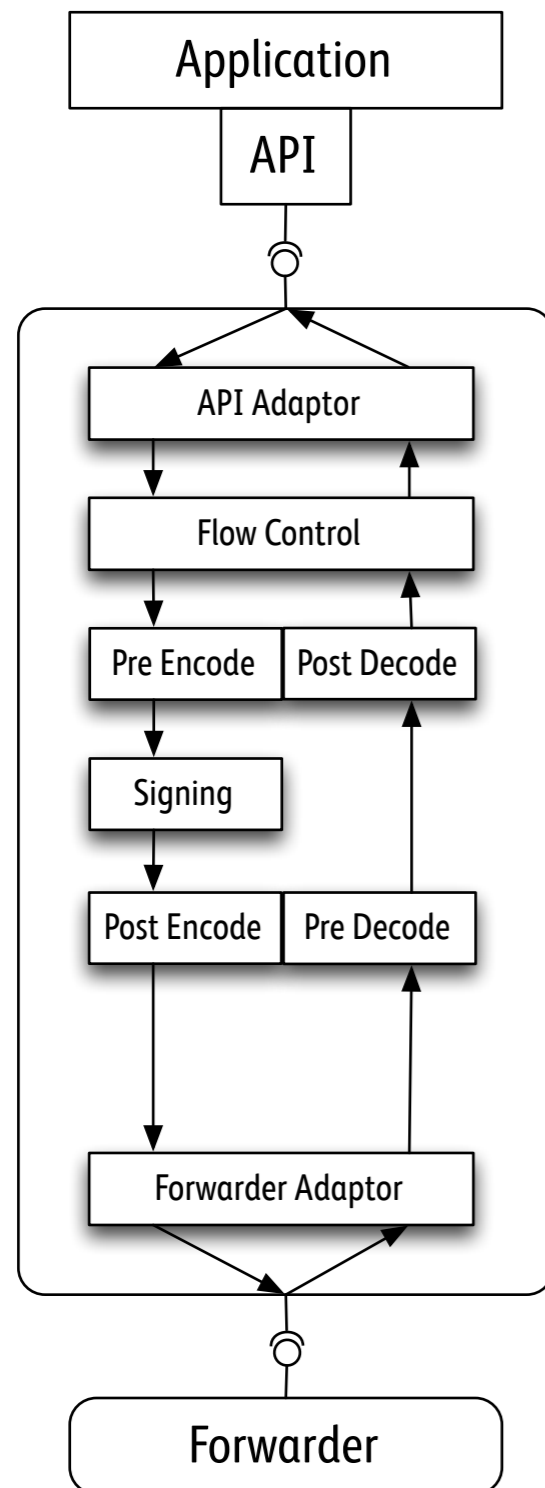 Application
API
API Adaptor
Flow Control
Pre Encode
Post Decode
Signing
Post Encode
Pre Decode
Forwarder Adaptor
Forwarder